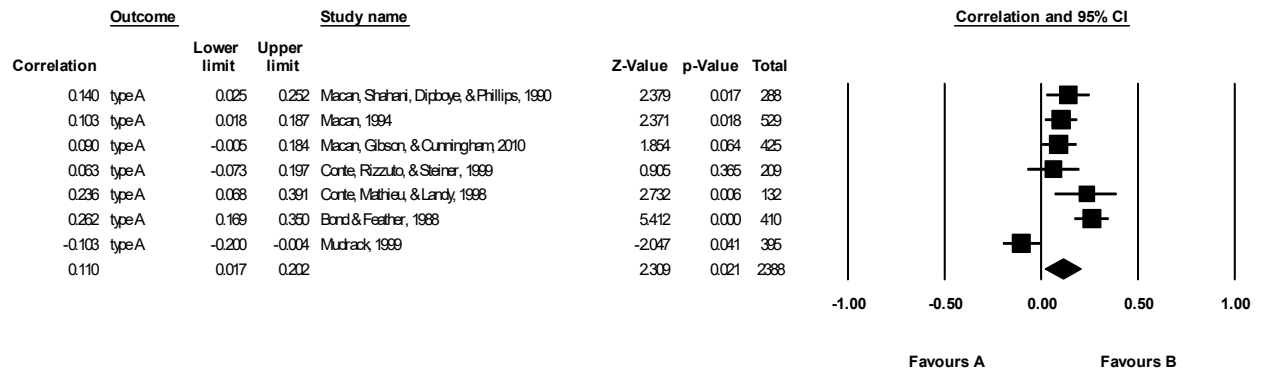 Outcome Study name Correlation and 95% CI
Lower Upper
Correlation limit limit Z-Value p-Value Total
0.140 type A 0.025 0.252 Macan, Shahani, Dipboye, & Phillips, 1990 2.379 0.017 288
0.103 type A 0.018 0.187 Macan, 1994 2.371 0.018 529
0.090 type A -0.005 0.184 Macan, Gibson, & Cunningham, 2010 1.854 0.064 425
0.063 type A -0.073 0.197 Conte, Rizzuto, & Steiner, 1999 0.905 0.365 209
0.236 type A 0.068 0.391 Conte, Mathieu, & Landy, 1998 2.732 0.006 132
0.262 type A 0.169 0.350 Bond & Feather, 1988 5.412 0.000 410
-0.103 type A -0.200 -0.004 Mudrack, 1999 -2.047 0.041 395
0.110 0.017 0.202 2.309 0.021 2388
-1.00 -0.50 0.00 0.50 1.00
Favours A Favours B